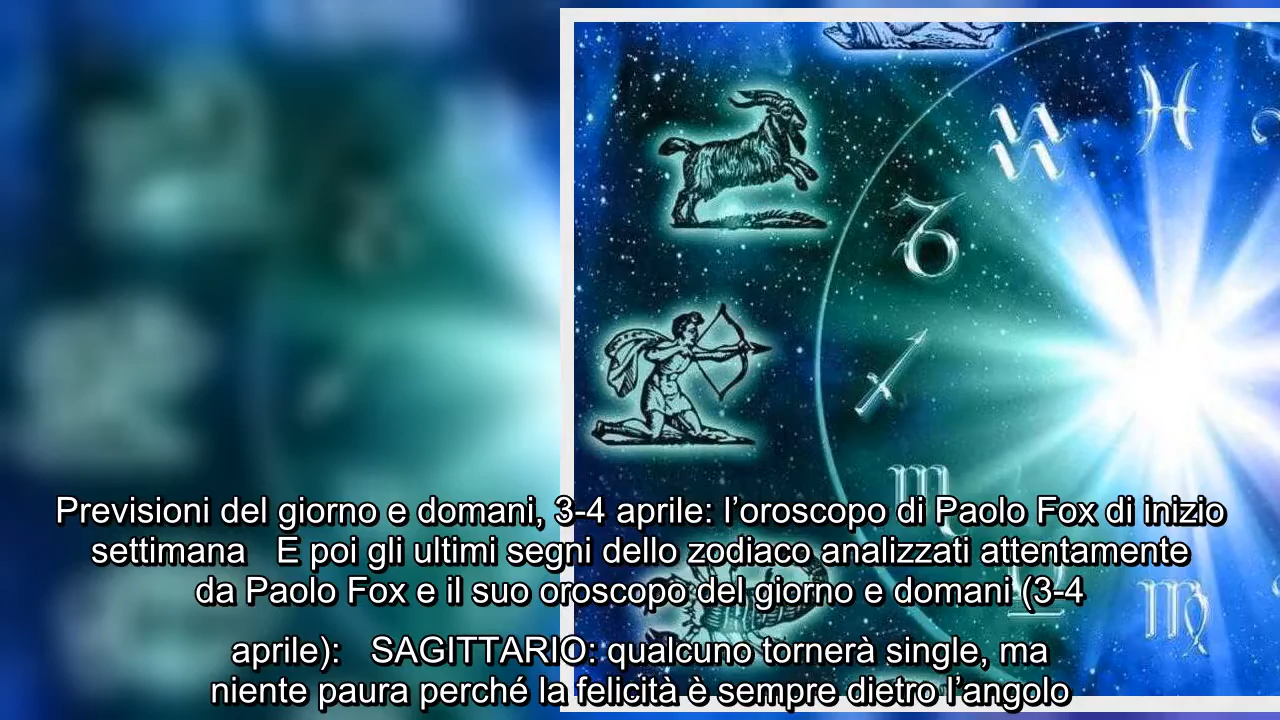 Previsioni del giorno e domani, 3-4 aprile: l’oroscopo di Paolo Fox di inizio
settimana   E poi gli ultimi segni dello zodiaco analizzati attentamente
da Paolo Fox e il suo oroscopo del giorno e domani (3-4
aprile):   SAGITTARIO: qualcuno tornerà single, ma
niente paura perché la felicità è sempre dietro l’angolo